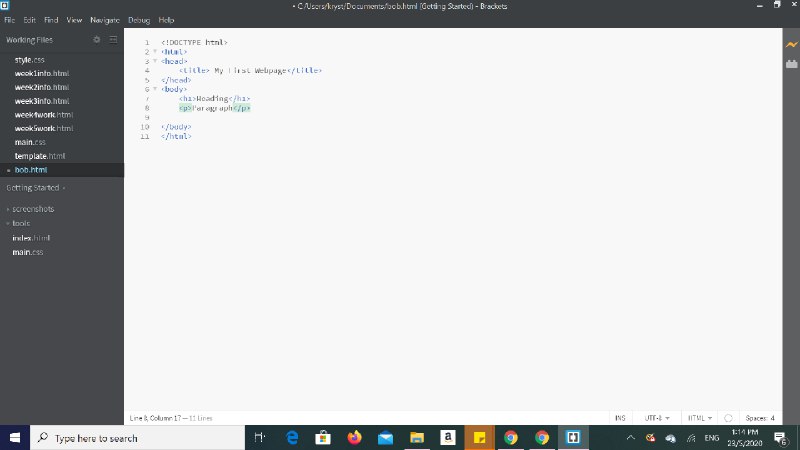 • C:/Users/kryst/Documents/bob.html (Getting Started) - Brackets
File Edit Find View Navigate Debug Help
Working Files
style.css
week1info.html
week2info.html
week3info.html
week4work.html
week5work.html
main.css
template.html
bob.html
Getting Started
screenshots
tools
index.html
main.css
1 <!DOCTYPE html>
2 <html>
3 <head>
4 <title> My First Webpage</title>
5 </head>
6 <body>
7 <h1>Heading</h1>
8 <p>Paragraph</p>
9
10 </body>
11 </html>
Line 8, Column 17 — 11 Lines
INS UTF-8 HTML Spaces: 4
Type here to search
ENG
1:14 PM
23/5/2020
6